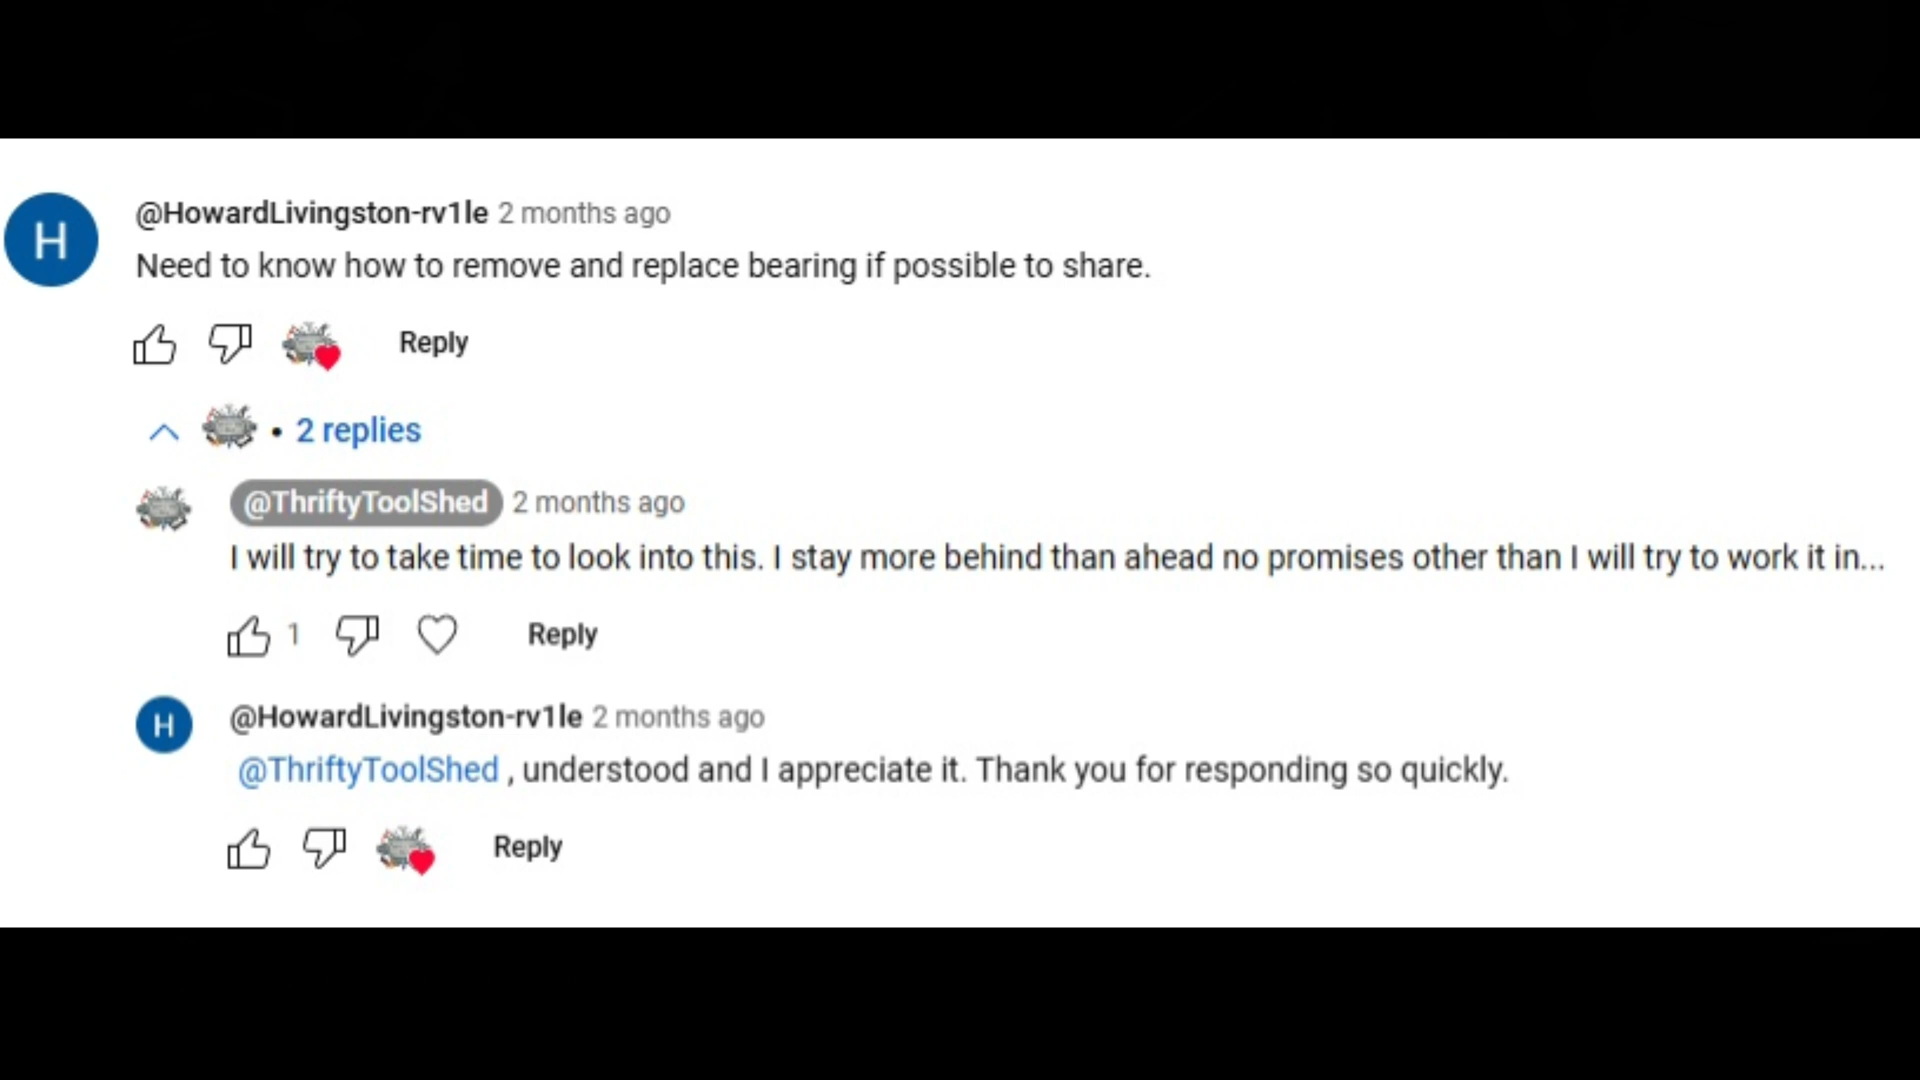 H
@HowardLivingston-rv1le 2 months ago
Need to know how to remove and replace bearing if possible to share.
Reply
• 2 replies
@ThriftyToolShed 2 months ago
I will try to take time to look into this. I stay more behind than ahead no promises other than I will try to work it in...
1 Reply
H
@HowardLivingston-rv1le 2 months ago
@ThriftyToolShed , understood and I appreciate it. Thank you for responding so quickly.
Reply